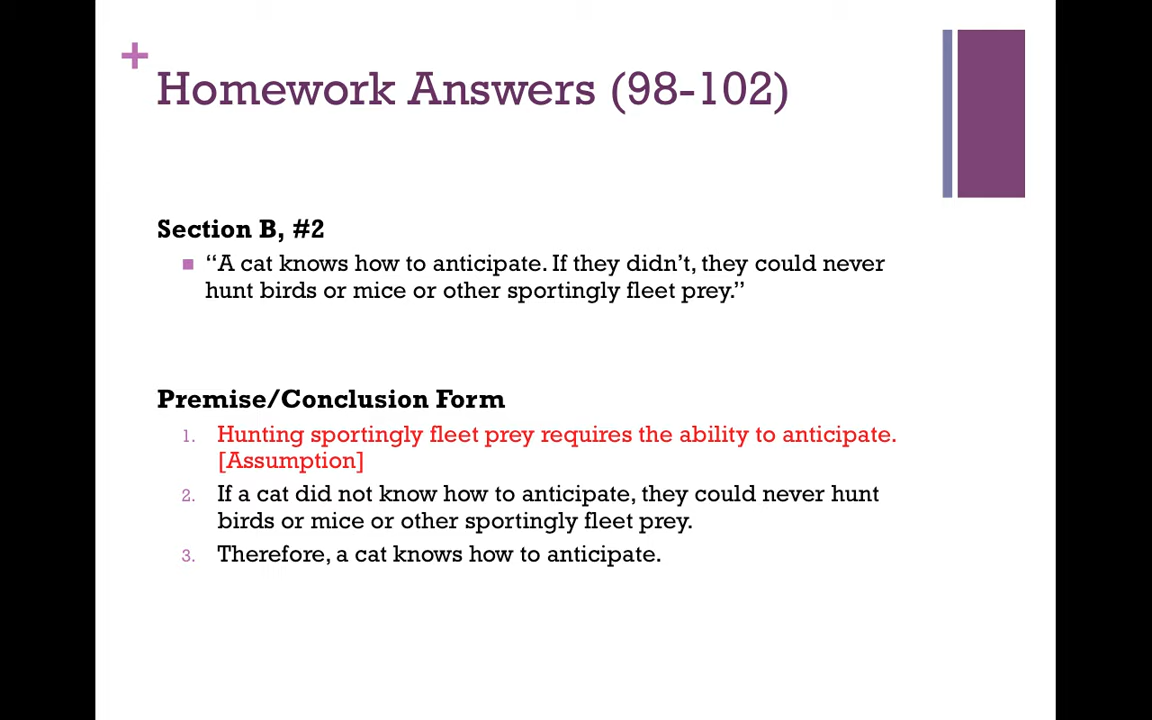 +
Homework Answers (98-102)
Section B, #2
“A cat knows how to anticipate. If they didn’t, they could never
hunt birds or mice or other sportingly fleet prey.”
Premise/Conclusion Form
1. Hunting sportingly fleet prey requires the ability to anticipate.
[Assumption]
2. If a cat did not know how to anticipate, they could never hunt
birds or mice or other sportingly fleet prey.
3. Therefore, a cat knows how to anticipate.